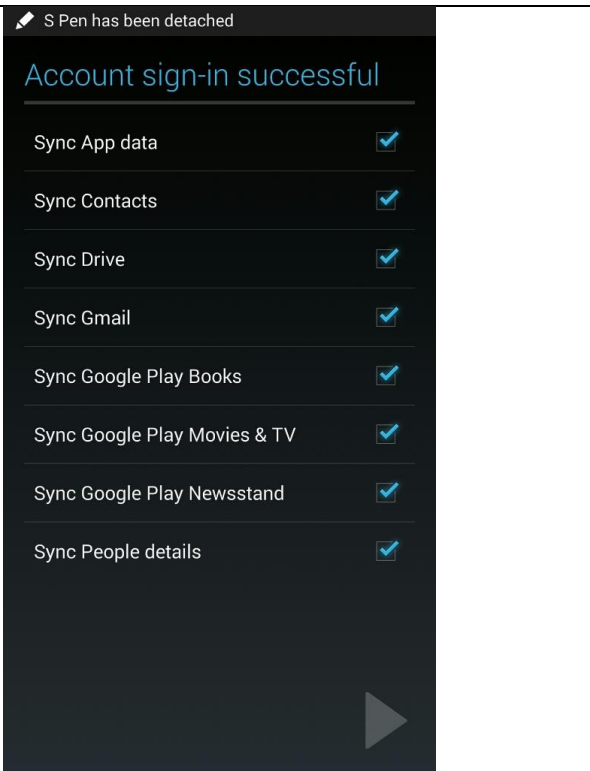 S Pen has been detached
Account sign-in successful
Sync App data
Sync Contacts
Sync Drive
Sync Gmail
Sync Google Play Books
Sync Google Play Movies & TV
Sync Google Play Newsstand
Sync People details